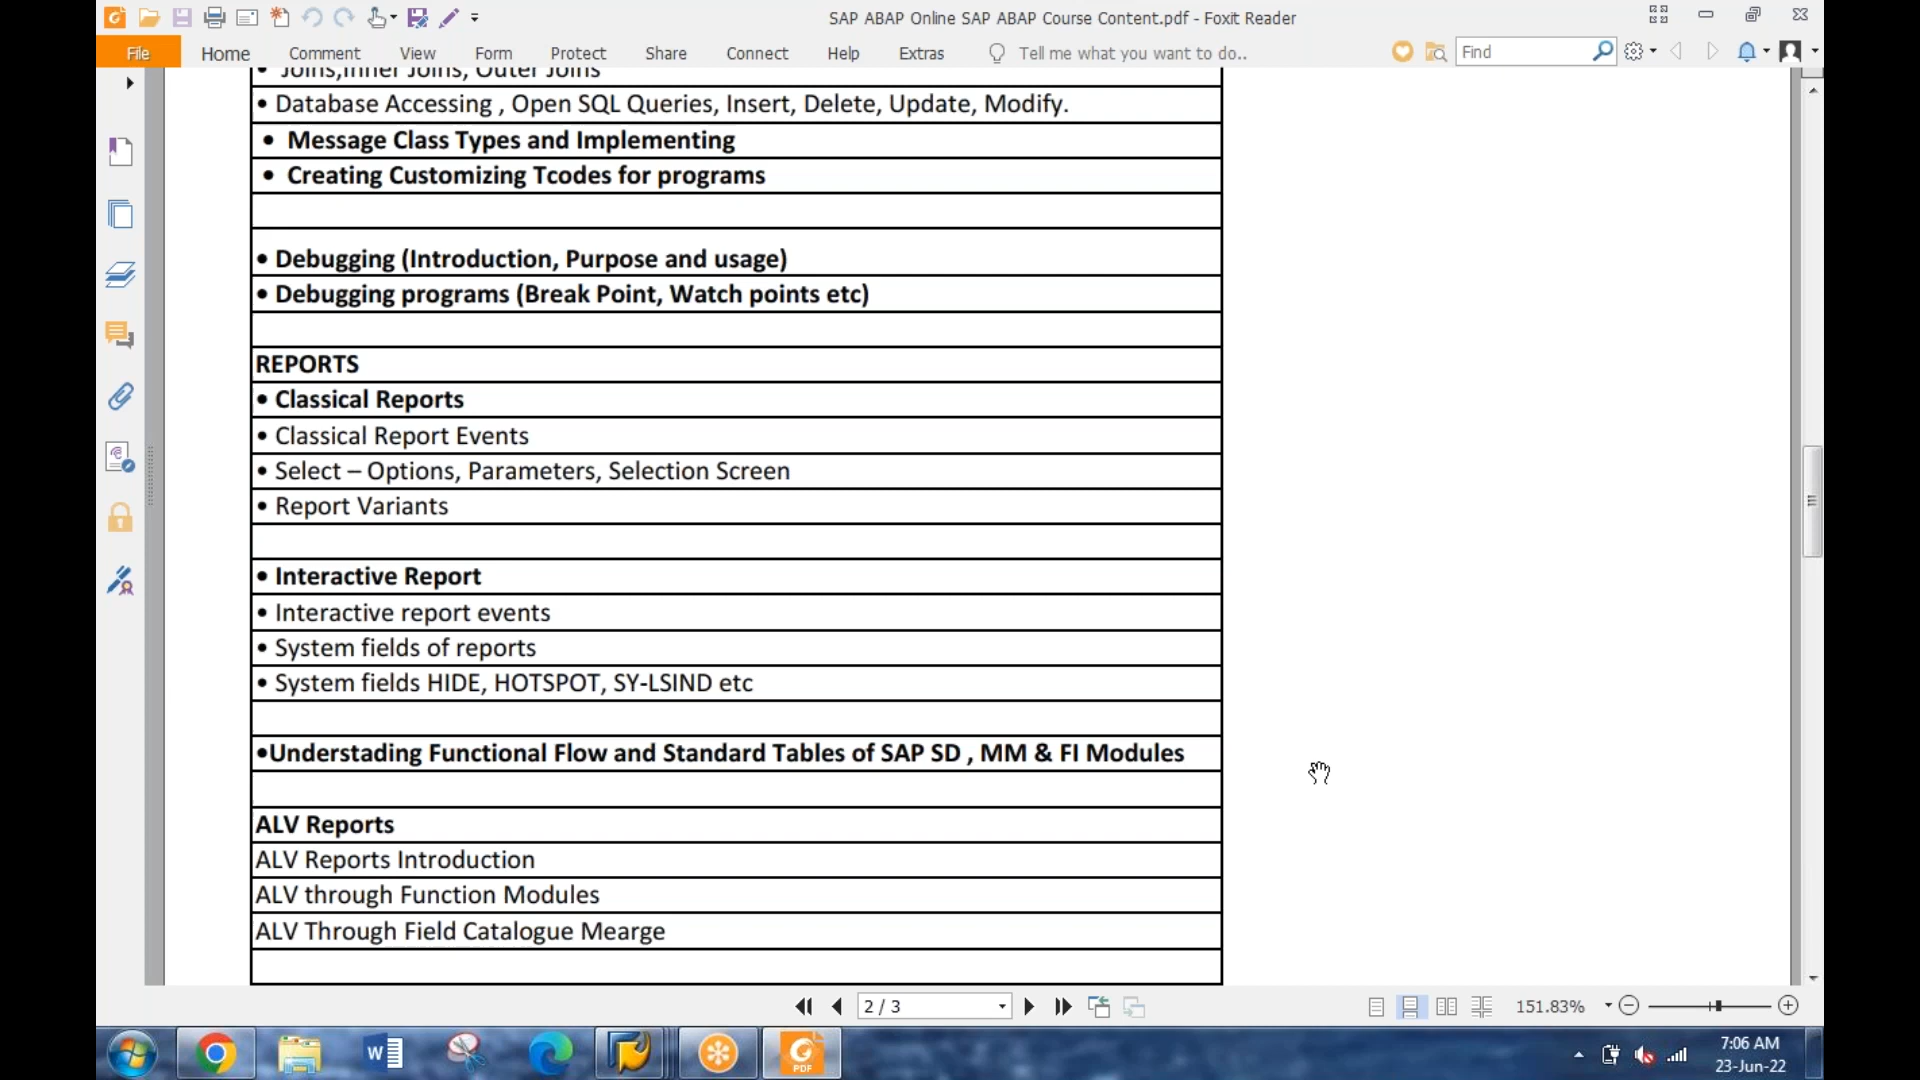 SAP ABAP Online SAP ABAP Course Content.pdf - Foxit Reader
File Home Comment View Form Protect Share Connect Help Extras Tell me what you want to do.. Find
• Joins,Inner Joins, Outer Joins
• Database Accessing , Open SQL Queries, Insert, Delete, Update, Modify.
• Message Class Types and Implementing
• Creating Customizing Tcodes for programs
• Debugging (Introduction, Purpose and usage)
• Debugging programs (Break Point, Watch points etc)
REPORTS
• Classical Reports
• Classical Report Events
• Select – Options, Parameters, Selection Screen
• Report Variants
• Interactive Report
• Interactive report events
• System fields of reports
• System fields HIDE, HOTSPOT, SY-LSIND etc
•Understading Functional Flow and Standard Tables of SAP SD , MM & FI Modules
ALV Reports
ALV Reports Introduction
ALV through Function Modules
ALV Through Field Catalogue Mearge
2 / 3
151.83%
PDF
7:06 AM
23-Jun-22